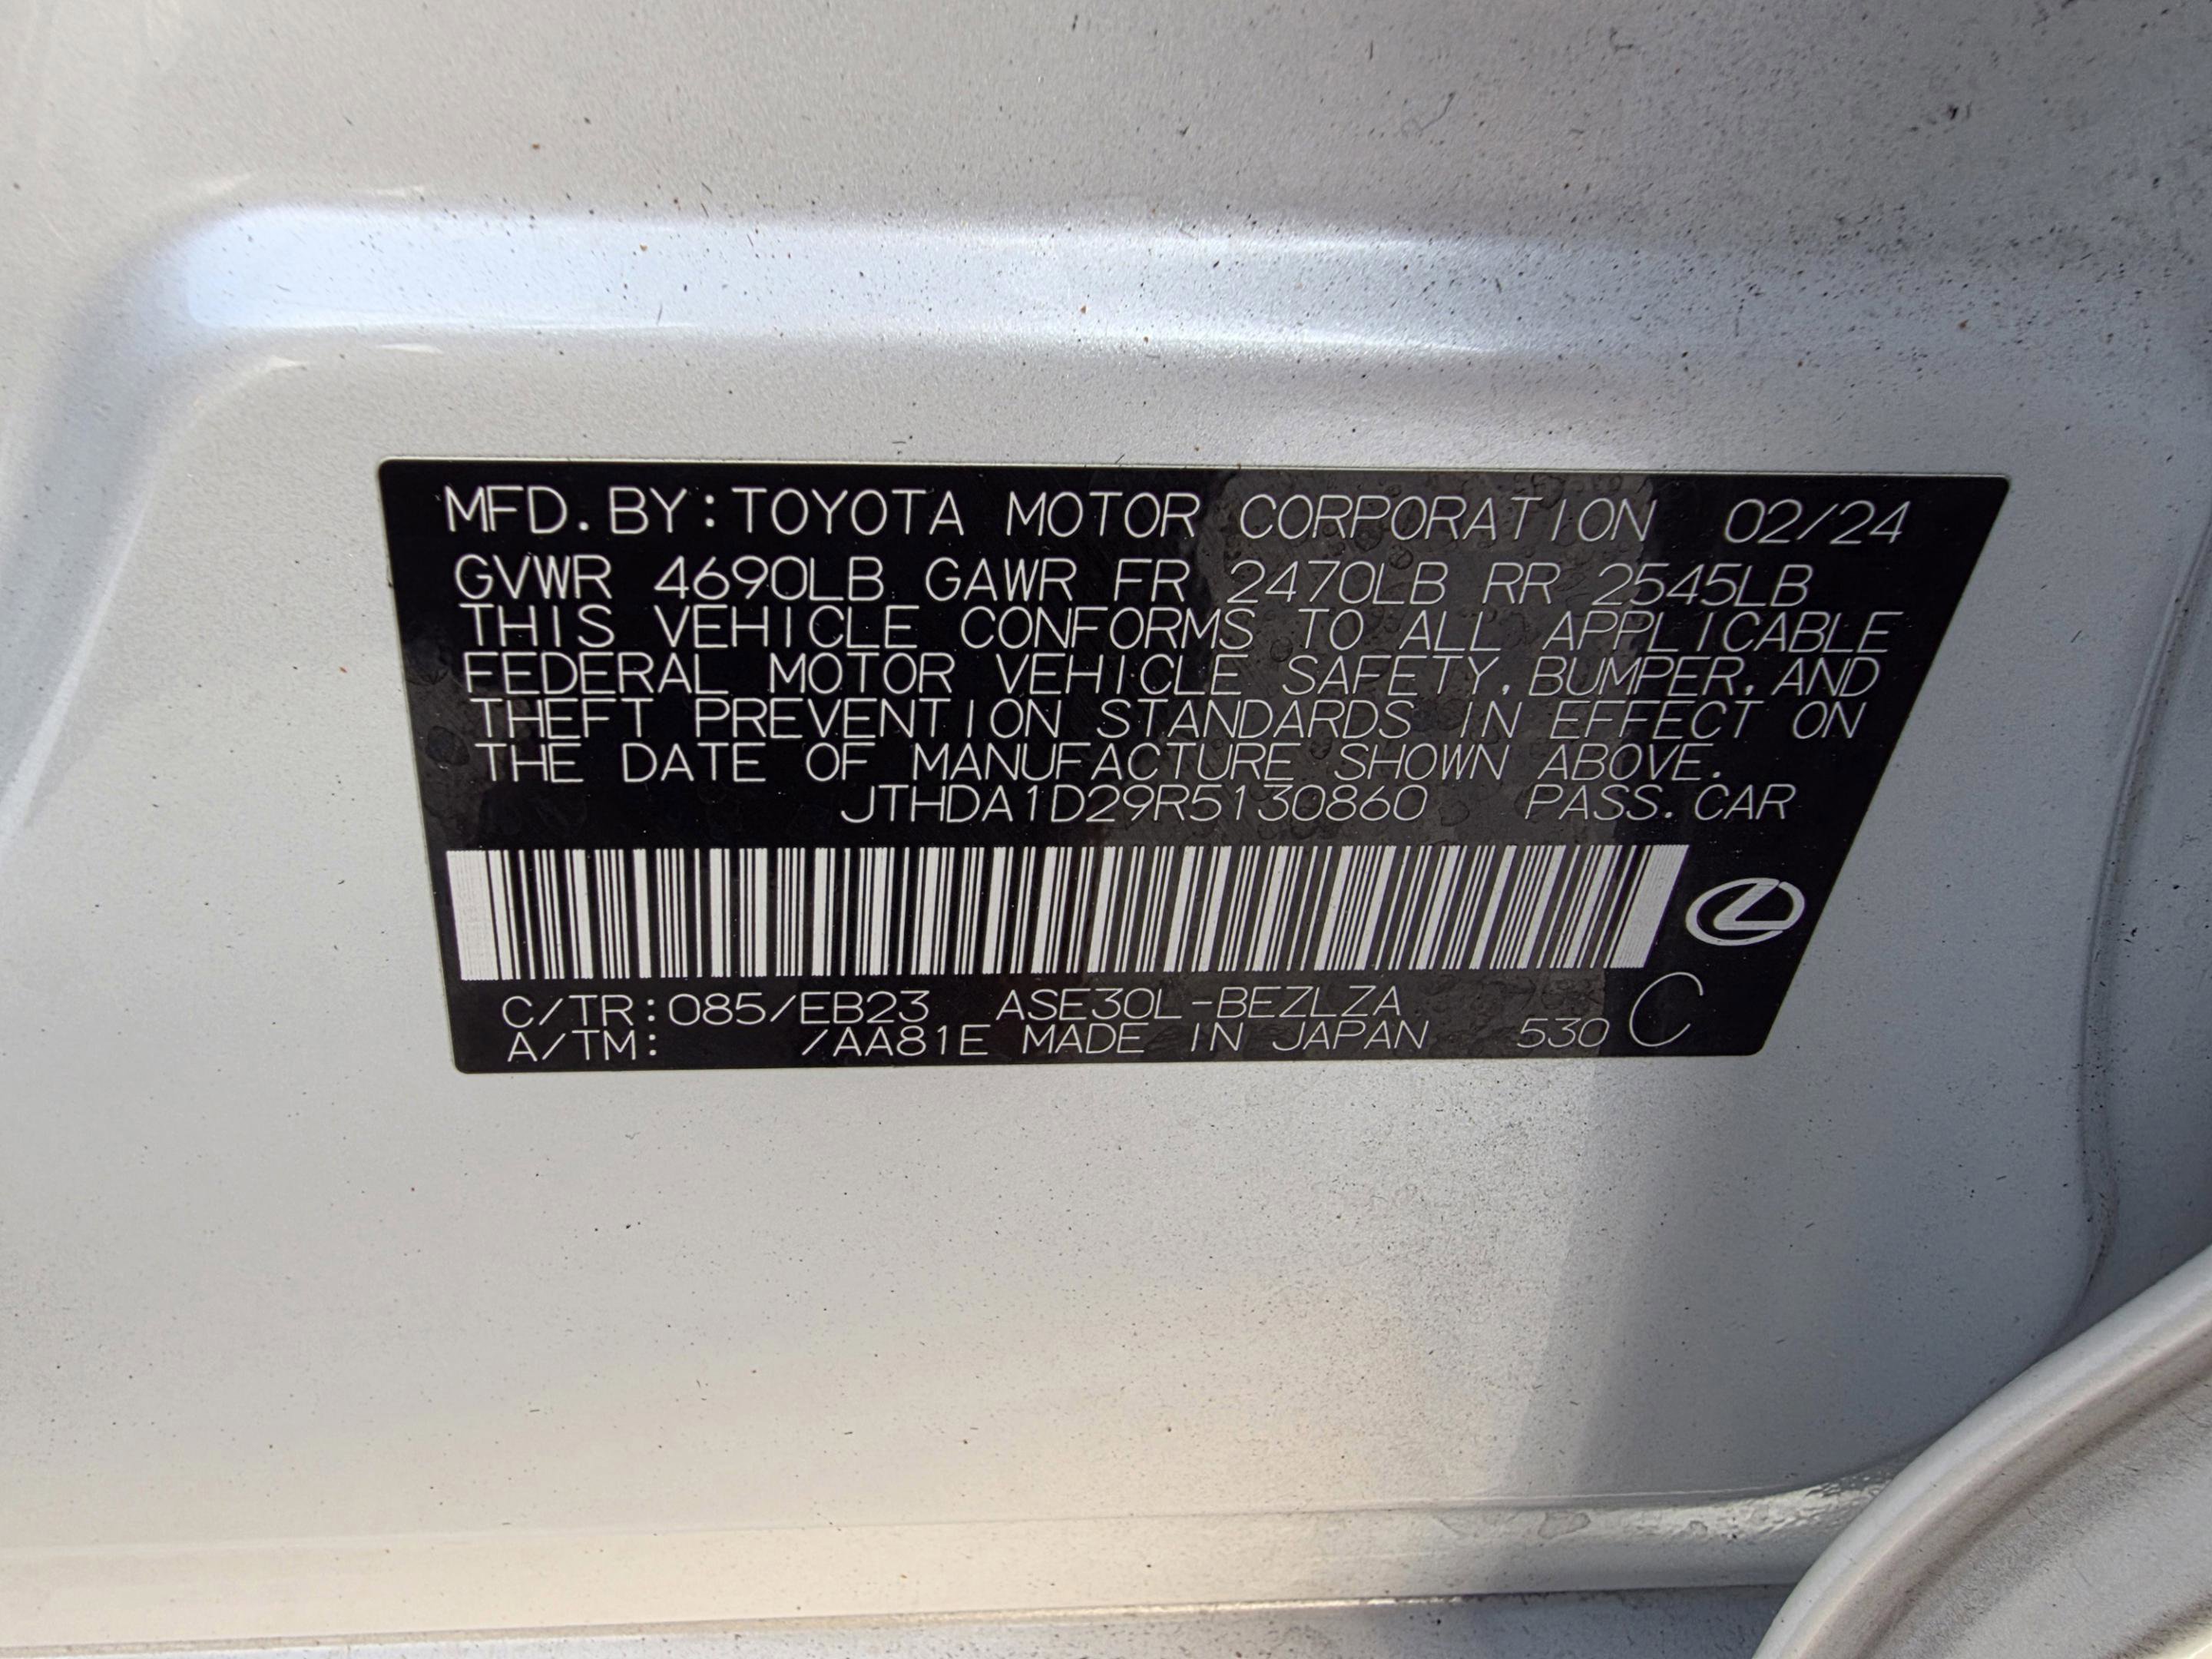 MFD. BY: TOYOTA MOTOR CORPORATION 02/24
GVWR 4690LB GAWR FR 2470LB RR 2545LB
THIS VEHICLE CONFORMS TO ALL APPLICABLE
FEDERAL MOTOR VEHICLE SAFETY, BUMPER, AND
THEFT PREVENTION STANDARDS IN EFFECT ON
THE DATE OF MANUFACTURE SHOWN ABOVE.
JTHDA1D29R5130860 PASS. CAR
C/TR: 085/EB23 ASE30L-BEZLZA
A/TM: /AA81E MADE IN JAPAN 530 C